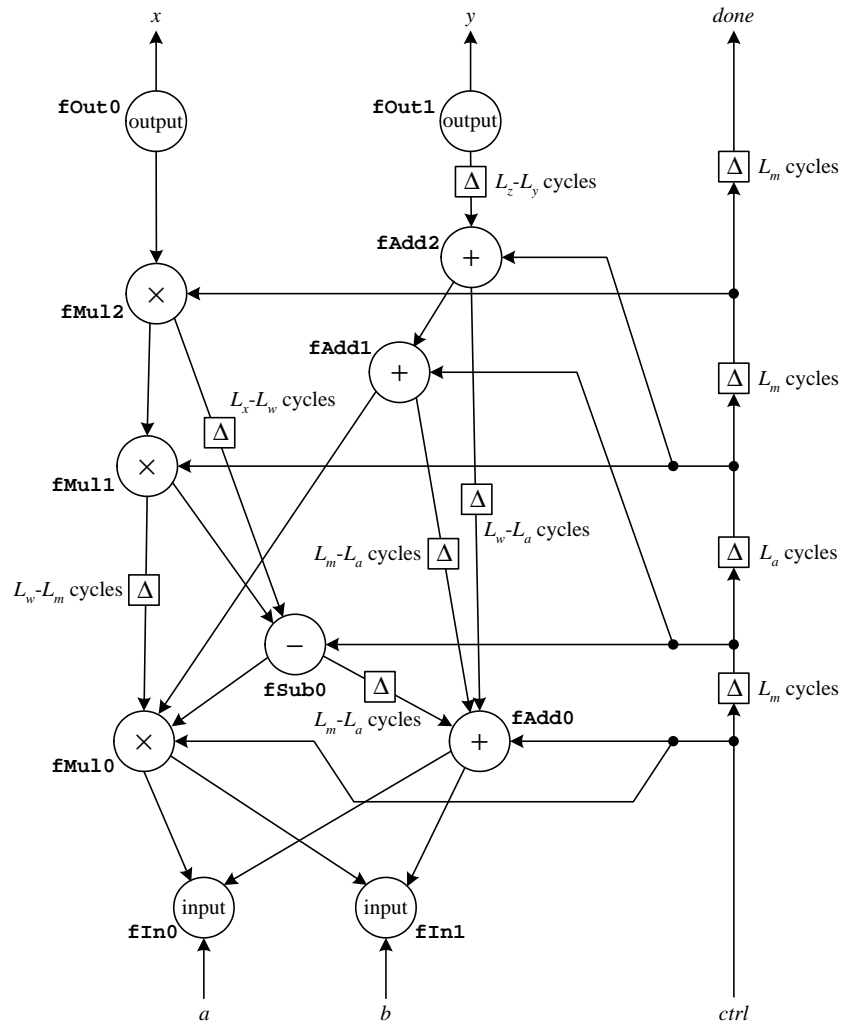 x y done
fOut0 output fOut1 output
Δ L_m cycles
Δ L_z-L_y cycles
fAdd2 +
fMul2 ×
fAdd1 +
Δ L_m cycles
L_x-L_w cycles
Δ
fMul1 ×
Δ
L_w-L_a cycles
L_m-L_a cycles Δ
Δ L_a cycles
L_w-L_m cycles Δ
−
fSub0
Δ
L_m-L_a cycles
Δ L_m cycles
fAdd0
× +
fMul0
input input
fIn0 fIn1
a b ctrl